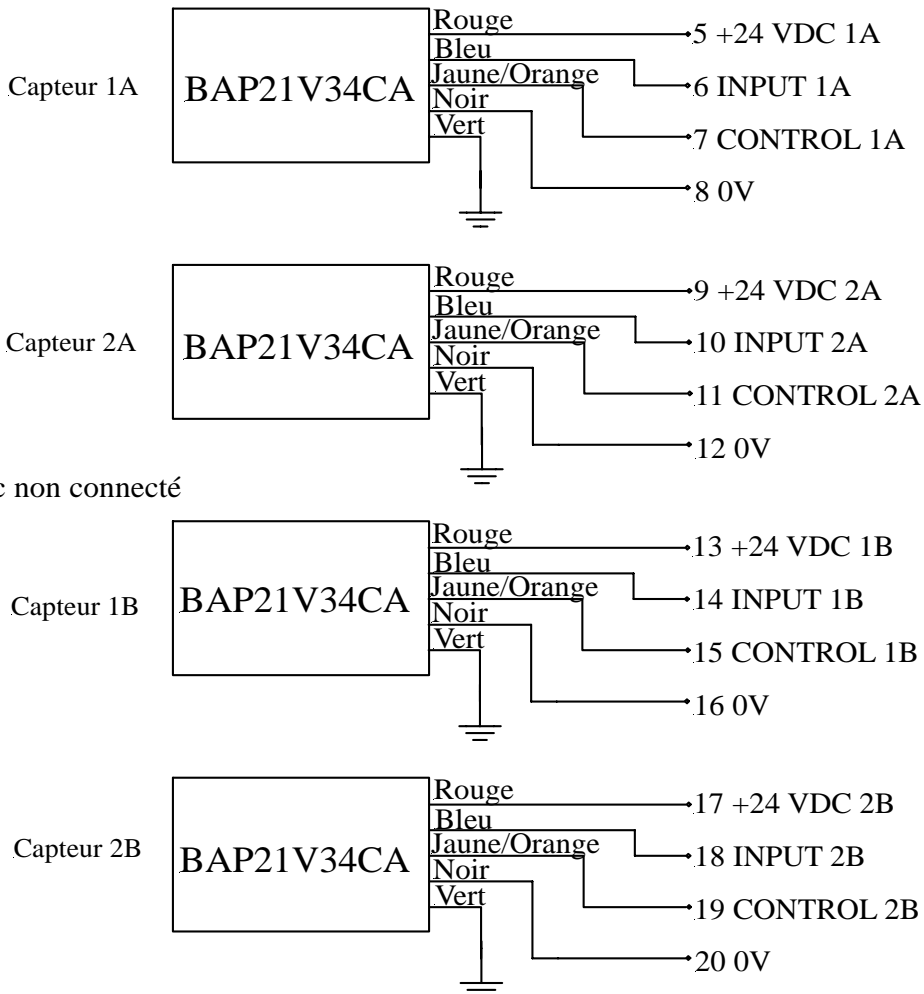 Capteur 1A
BAP21V34CA
Rouge
Bleu
Jaune/Orange
Noir
Vert
5 +24 VDC 1A
6 INPUT 1A
7 CONTROL 1A
8 0V
Capteur 2A
BAP21V34CA
Rouge
Bleu
Jaune/Orange
Noir
Vert
9 +24 VDC 2A
10 INPUT 2A
11 CONTROL 2A
12 0V
c non connecté
Capteur 1B
BAP21V34CA
Rouge
Bleu
Jaune/Orange
Noir
Vert
13 +24 VDC 1B
14 INPUT 1B
15 CONTROL 1B
16 0V
Capteur 2B
BAP21V34CA
Rouge
Bleu
Jaune/Orange
Noir
Vert
17 +24 VDC 2B
18 INPUT 2B
19 CONTROL 2B
20 0V